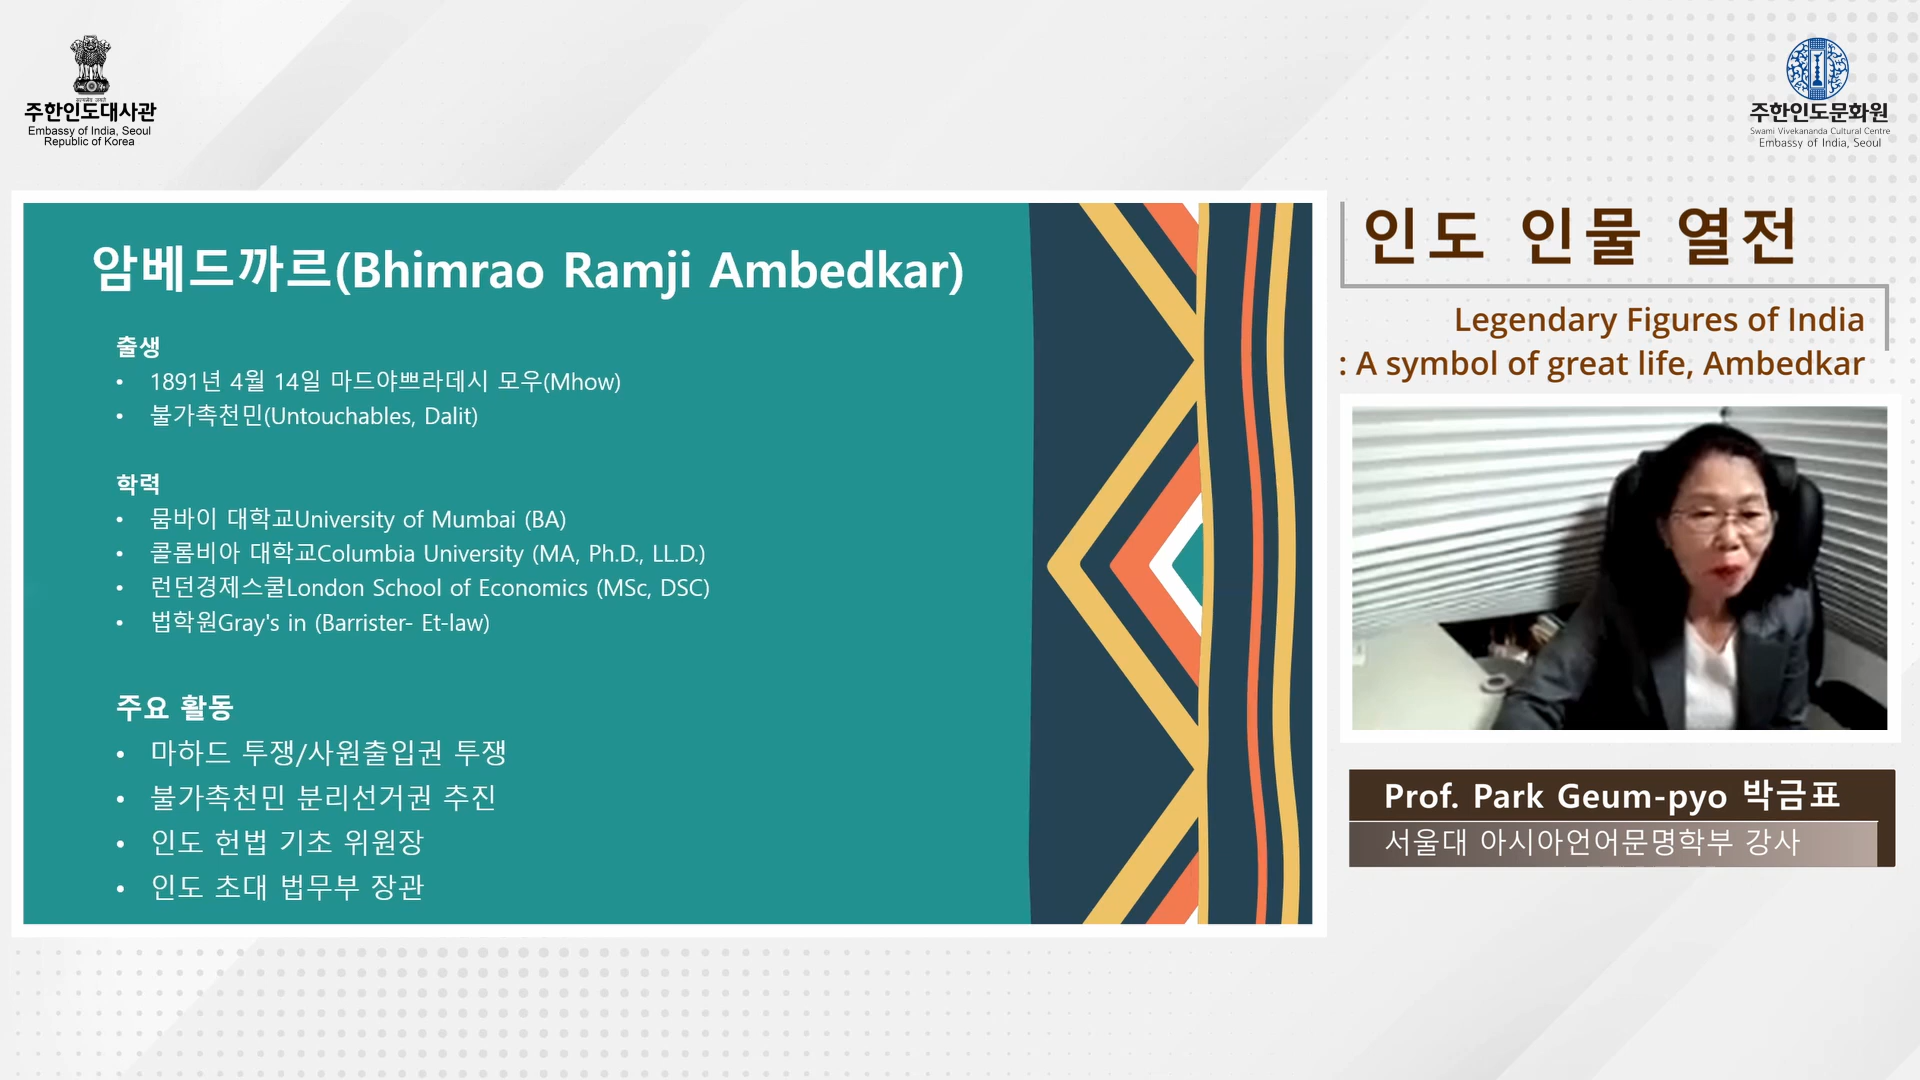 주한인도대사관
Embassy of India, Seoul
Republic of Korea
주한인도문화원
Swami Vivekananda Cultural Centre
Embassy of India, Seoul
암베드까르(Bhimrao Ramji Ambedkar)
출생
• 1891년 4월 14일 마드야쁘라데시 모우(Mhow)
• 불가촉천민(Untouchables, Dalit)
학력
• 뭄바이 대학교University of Mumbai (BA)
• 콜롬비아 대학교Columbia University (MA, Ph.D., LL.D.)
• 런던경제스쿨London School of Economics (MSc, DSC)
• 법학원Gray's in (Barrister- Et-law)
주요 활동
• 마하드 투쟁/사원출입권 투쟁
• 불가촉천민 분리선거권 추진
• 인도 헌법 기초 위원장
• 인도 초대 법무부 장관
인도 인물 열전
Legendary Figures of India
: A symbol of great life, Ambedkar
Prof. Park Geum-pyo 박금표
서울대 아시아언어문명학부 강사